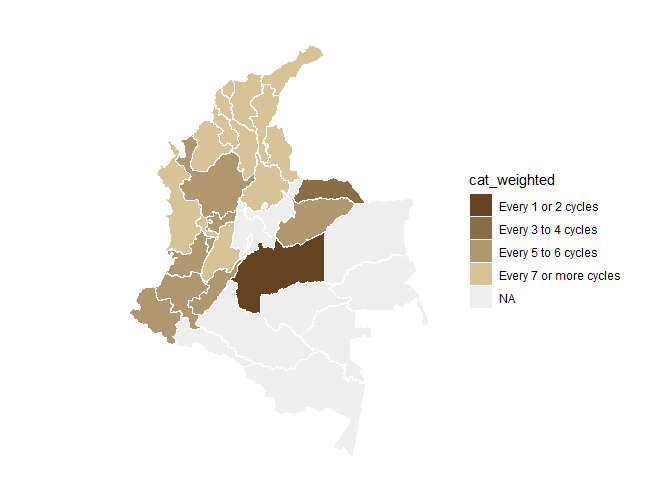 cat_weighted
Every 1 or 2 cycles
Every 3 to 4 cycles
Every 5 to 6 cycles
Every 7 or more cycles
NA